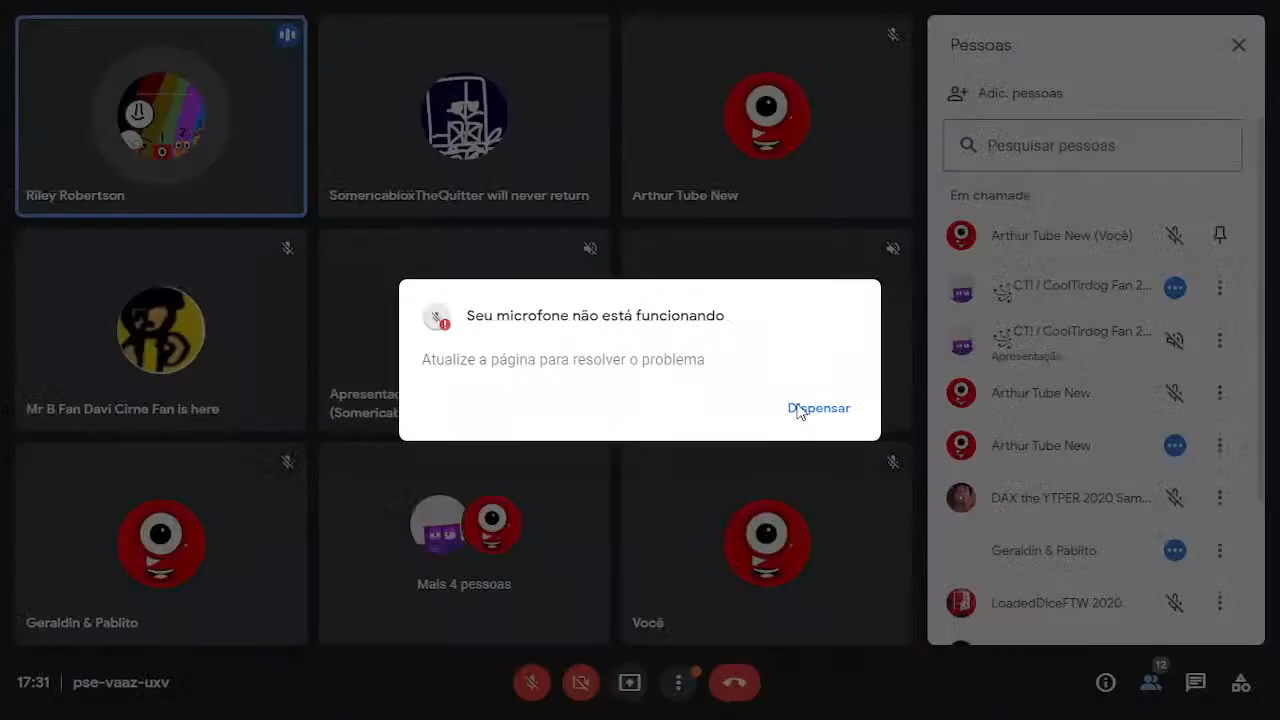 Riley Robertson
SomericabloxTheQuitter will never return
Arthur Tube New
Mr B Fan Davi Cirne Fan is here
Apresentaç
(Somericab
Geraldin & Pablito
Mais 4 pessoas
Você
Seu microfone não está funcionando
Atualize a página para resolver o problema
Dispensar
Pessoas
Adic. pessoas
Pesquisar pessoas
Em chamada
Arthur Tube New (Você)
CT! / CoolTirdog Fan 2...
CT! / CoolTirdog Fan 2...
Apresentação
Arthur Tube New
Arthur Tube New
DAX the YTPER 2020 Sam...
Geraldin & Pablito
LoadedDiceFTW 2020
17:31 | pse-vaaz-uxv
12